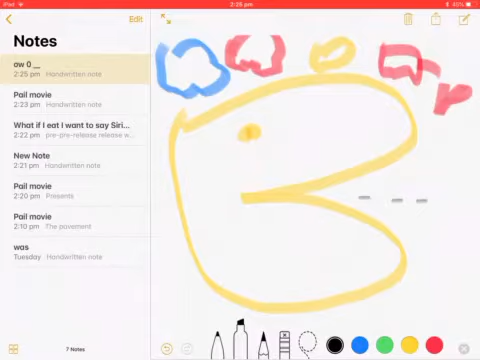 iPad
2:25 pm
40%
Edit
Notes
ow 0 __
2:25 pm Handwritten note
Pail movie
2:23 pm Handwritten note
What if I eat I want to say Siri...
2:22 pm pre-pre-release release w...
New Note
2:21 pm Handwritten note
Pail movie
2:20 pm Presents
Pail movie
2:10 pm The pavement
was
Tuesday Handwritten note
7 Notes